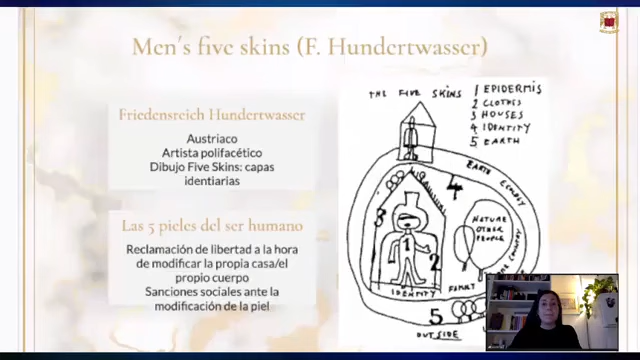 Men´s five skins (F. Hundertwasser)
Friedensreich Hundertwasser
Austriaco
Artista polifacético
Dibujo Five Skins: capas
identiarias
Las 5 pieles del ser humano
Reclamación de libertad a la hora
de modificar la propia casa/el
propio cuerpo
Sanciones sociales ante la
modificación de la piel
THE FIVE SKINS
1 EPIDERMIS
2 CLOTHES
3 HOUSES
4 IDENTITY
5 EARTH
EARTH
4
3
NATURE
OTHER
PEOPLE
1
2
IDENTITY
FAMILY
5
OUTSIDE